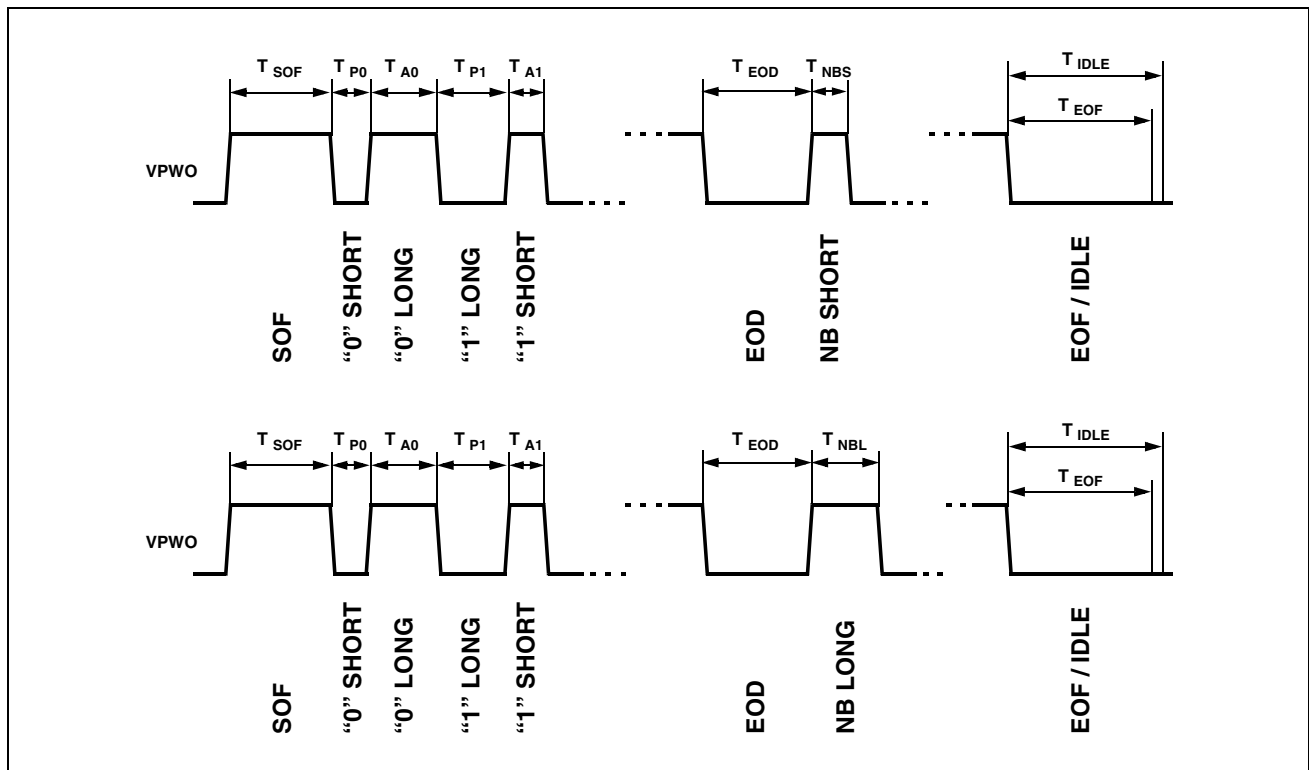 T SOF T P0 T A0 T P1 T A1 T EOD T NBS T IDLE
T EOF
VPWO
SOF
“0” SHORT
“0” LONG
“1” LONG
“1” SHORT
EOD
NB SHORT
EOF / IDLE
T SOF T P0 T A0 T P1 T A1 T EOD T NBL T IDLE
T EOF
VPWO
SOF
“0” SHORT
“0” LONG
“1” LONG
“1” SHORT
EOD
NB LONG
EOF / IDLE